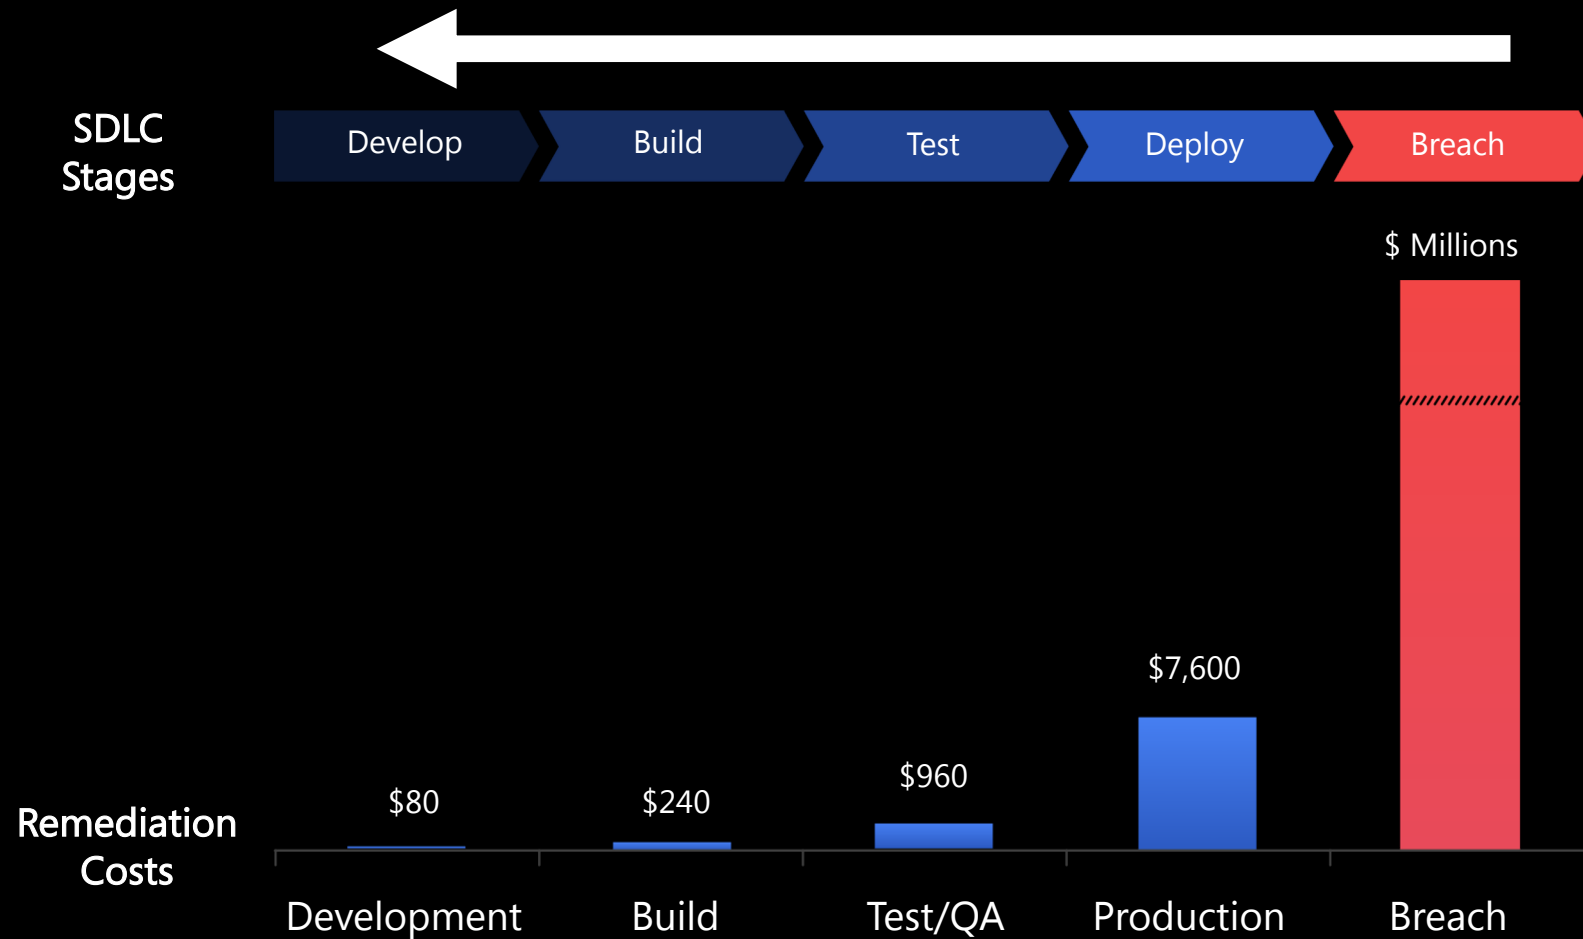 SDLC
Stages
Develop
Build
Test
Deploy
Breach
$ Millions
$7,600
$960
$80
$240
Remediation
Costs
Development
Build
Test/QA
Production
Breach